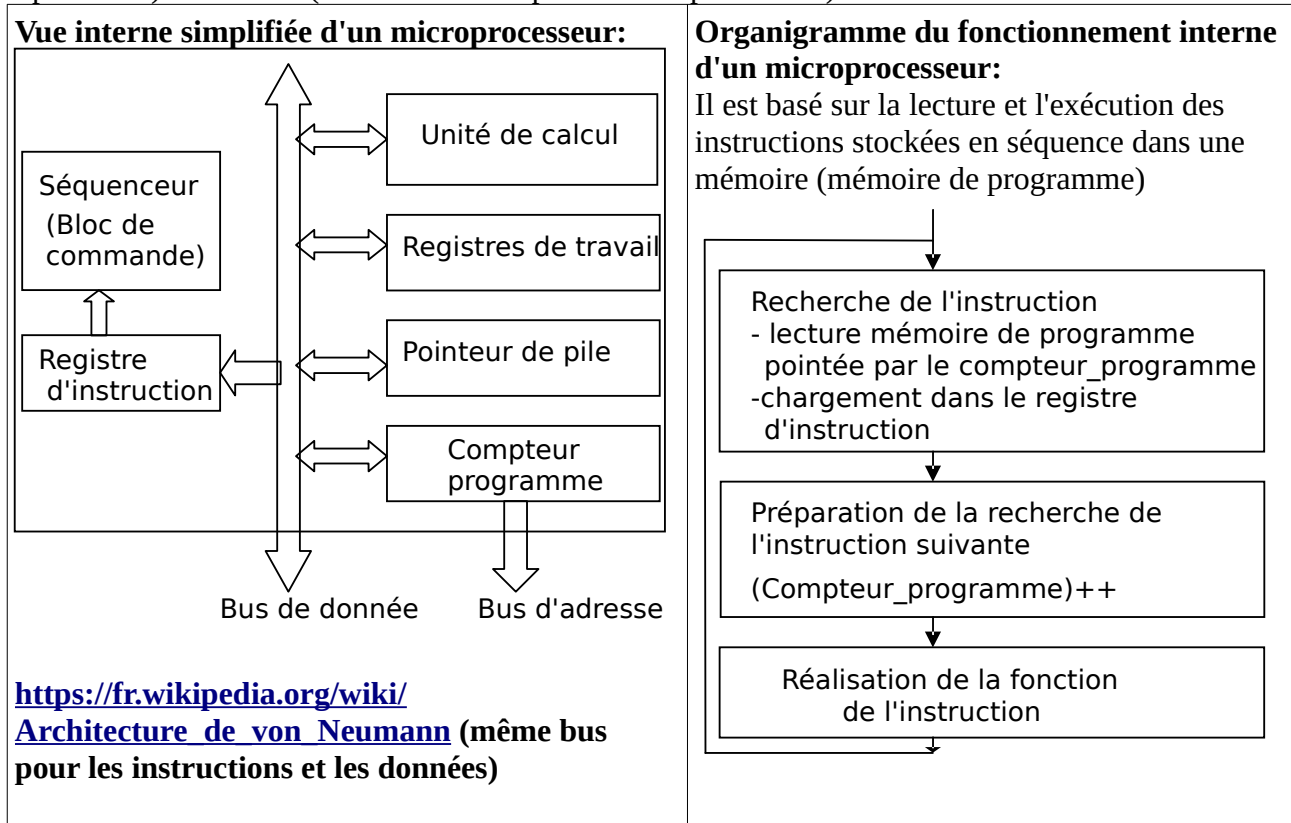 Vue interne simplifiée d'un microprocesseur:
Unité de calcul
Séquenceur
(Bloc de
commande)
Registres de travail
Registre
d'instruction
Pointeur de pile
Compteur
programme
Bus de donnée
Bus d'adresse
https://fr.wikipedia.org/wiki/
Architecture_de_von_Neumann (même bus
pour les instructions et les données)
Organigramme du fonctionnement interne
d'un microprocesseur:
Il est basé sur la lecture et l'exécution des
instructions stockées en séquence dans une
mémoire (mémoire de programme)
Recherche de l'instruction
- lecture mémoire de programme
pointée par le compteur_programme
-chargement dans le registre
d'instruction
Préparation de la recherche de
l'instruction suivante
(Compteur_programme)++
Réalisation de la fonction
de l'instruction